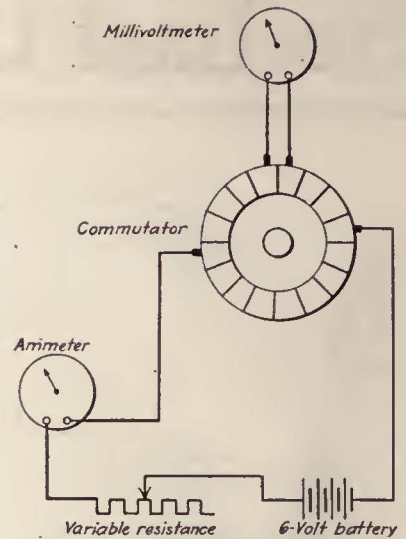 Millivoltmeter
Commutator
Ammeter
Variable resistance
6-Volt battery